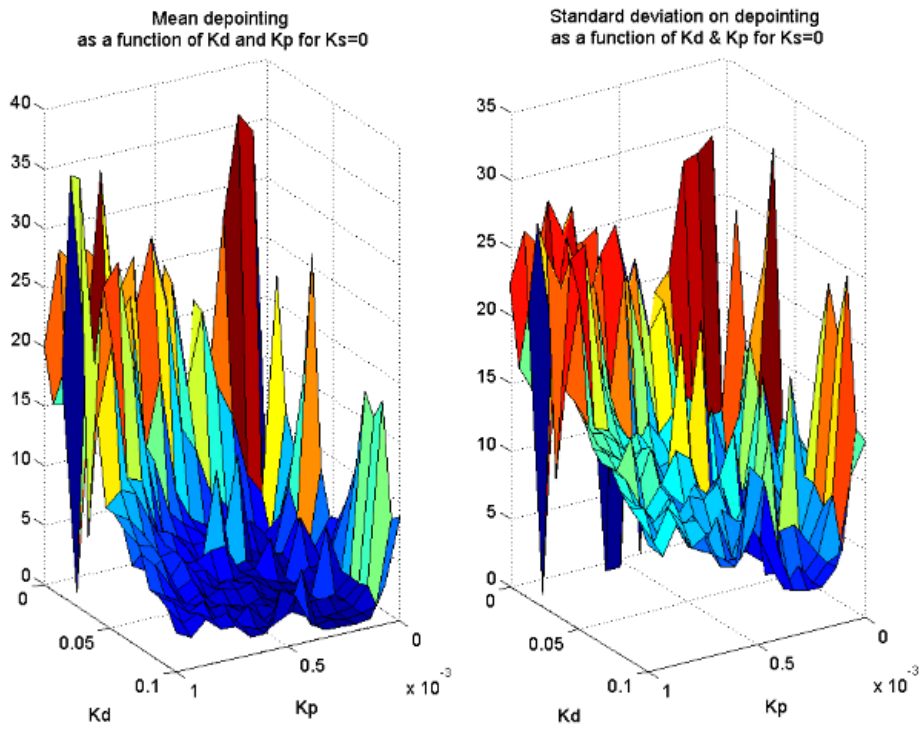 Mean depointing
as a function of Kd and Kp for Ks=0
40
35
30
25
20
15
10
5
0
0
0.05
0.1
Kd
1
0.5
0
x 10-3
Kp
Standard deviation on depointing
as a function of Kd & Kp for Ks=0
35
30
25
20
15
10
5
0
0
0.05
0.1
Kd
1
0.5
0
x 10-3
Kp